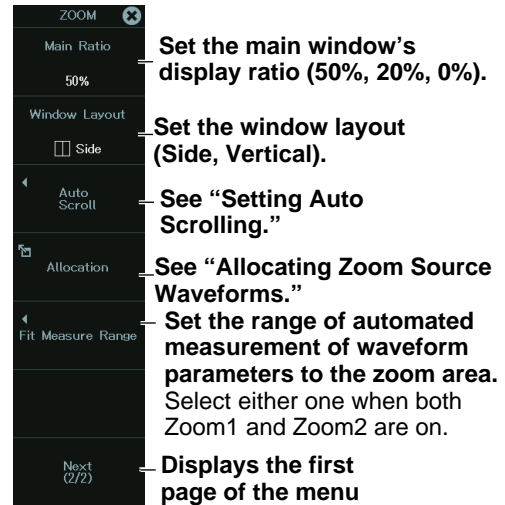 ZOOM
Main Ratio
50%
Set the main window's
display ratio (50%, 20%, 0%).
Window Layout
Side
Set the window layout
(Side, Vertical).
Auto
Scroll
See “Setting Auto
Scrolling.”
Allocation
See “Allocating Zoom Source
Waveforms.”
Fit Measure Range
Set the range of automated
measurement of waveform
parameters to the zoom area.
Select either one when both
Zoom1 and Zoom2 are on.
Next
(2/2)
Displays the first
page of the menu